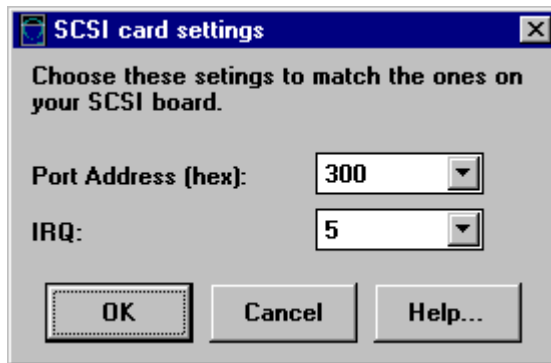 SCSI card settings
Choose these setings to match the ones on
your SCSI board.
Port Address (hex): 300
IRQ: 5
OK Cancel Help...